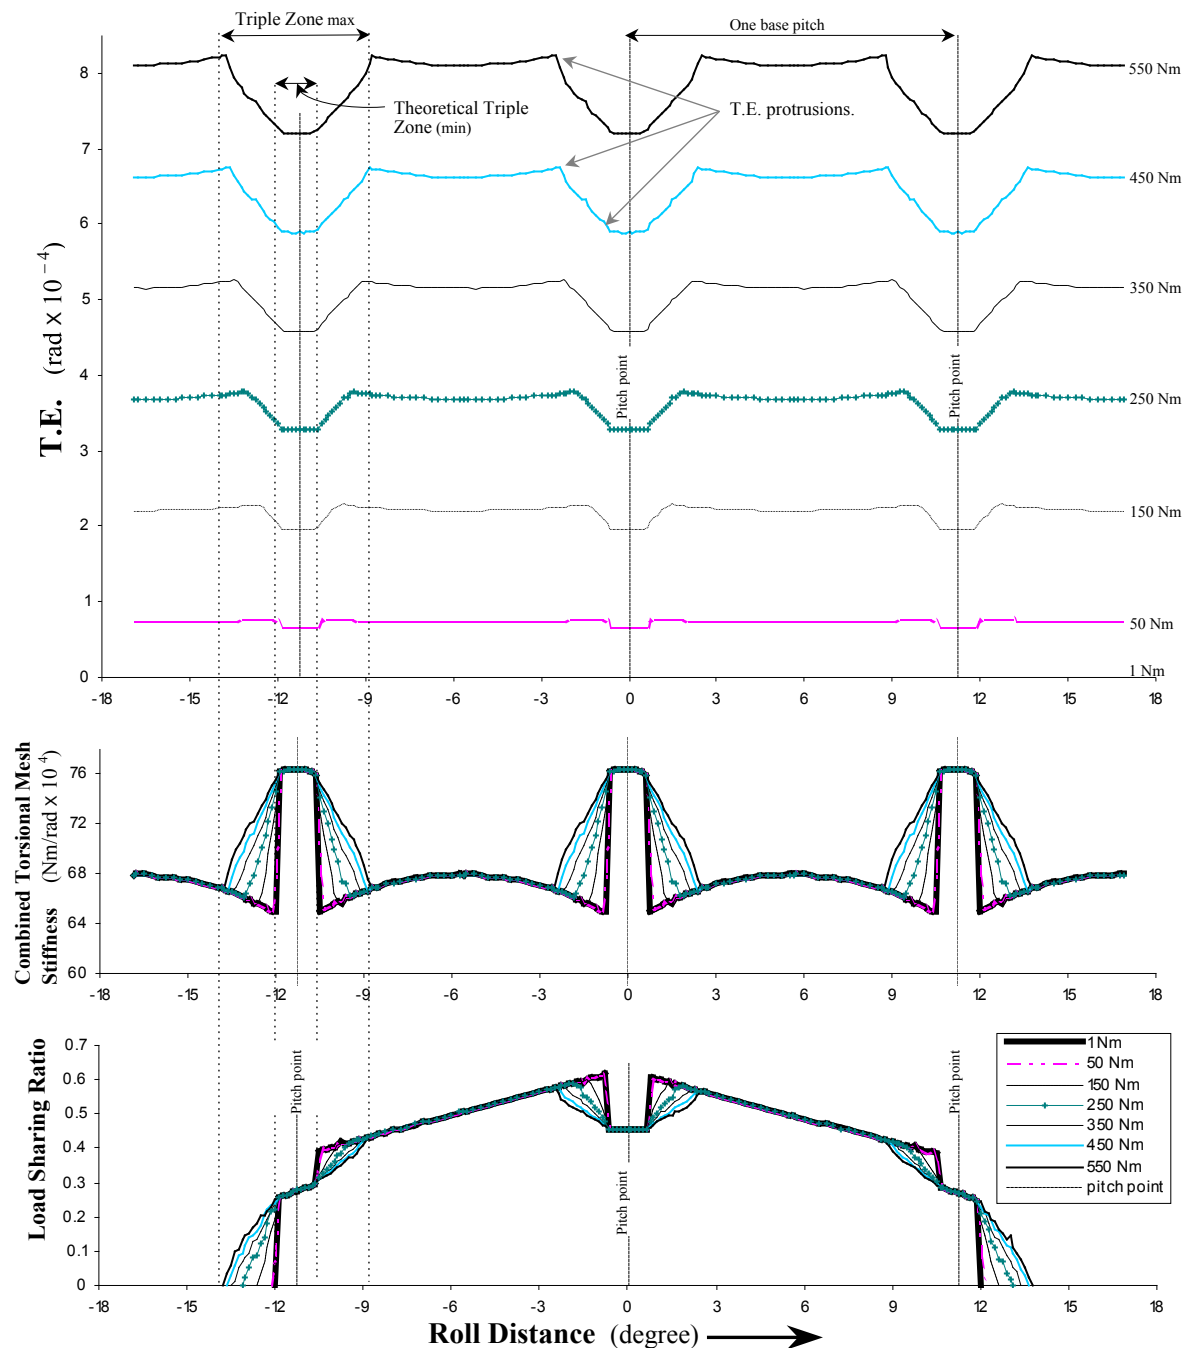 Triple Zone max
One base pitch
Theoretical Triple
Zone (min)
T.E. protrusions.
T.E. (rad x 10⁻⁴)
8
7
6
5
4
3
2
1
0
550 Nm
450 Nm
350 Nm
250 Nm
150 Nm
50 Nm
1 Nm
Pitch point
Pitch point
-18 -15 -12 -9 -6 -3 0 3 6 9 12 15 18
Combined Torsional Mesh
Stiffness (Nm/rad x 10⁴)
76
72
68
64
60
-18 -15 -12 -9 -6 -3 0 3 6 9 12 15 18
Load Sharing Ratio
0.7
0.6
0.5
0.4
0.3
0.2
0.1
0
Pitch point
Pitch point
Pitch point
1Nm
50 Nm
150 Nm
250 Nm
350 Nm
450 Nm
550 Nm
pitch point
-18 -15 -12 -9 -6 -3 0 3 6 9 12 15 18
Roll Distance (degree)